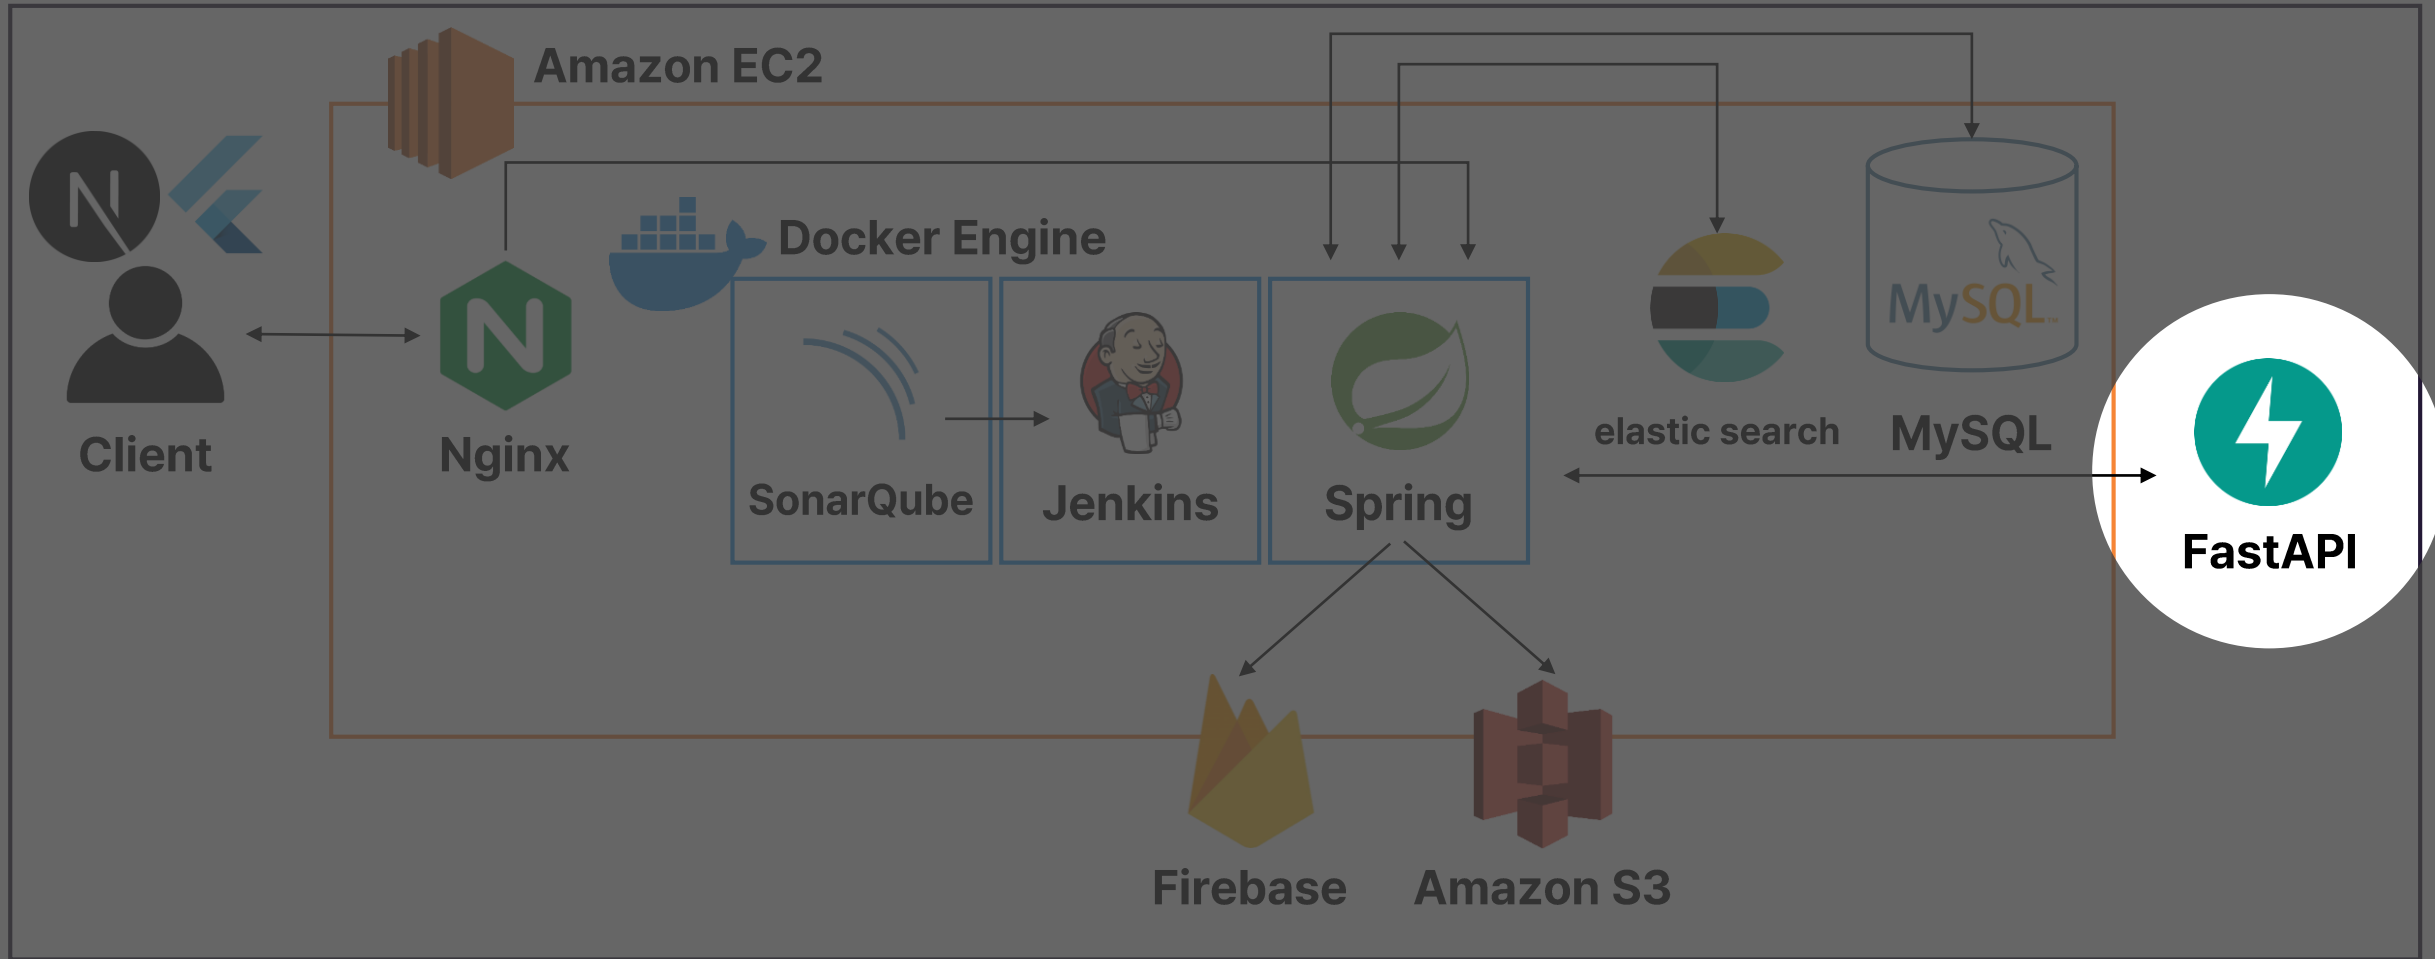 Amazon EC2
Docker Engine
MySQL
Client
Nginx
SonarQube
Jenkins
Spring
elastic search
MySQL
FastAPI
Firebase
Amazon S3